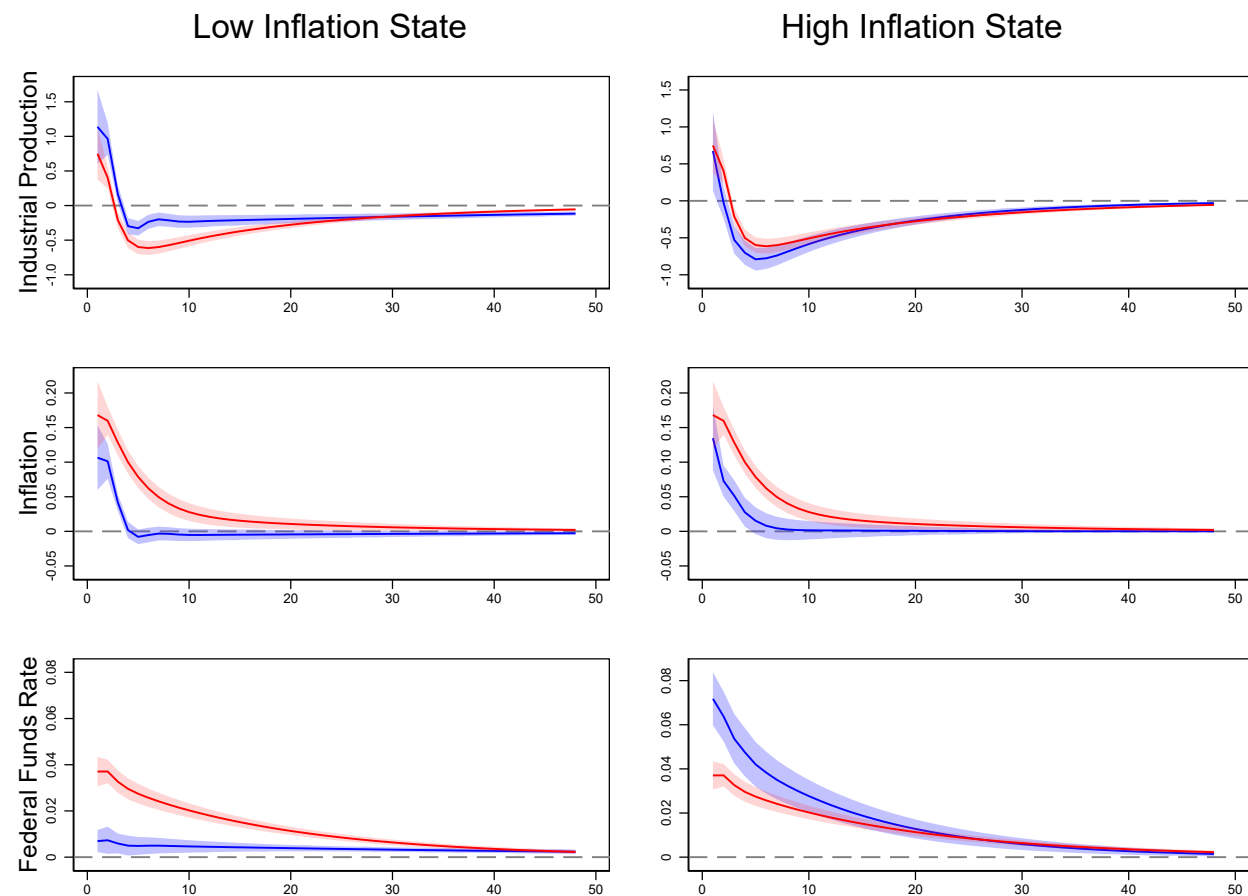 Low Inflation State
High Inflation State
Industrial Production
-1.0 -0.5 0 0.5 1.0 1.5
0 10 20 30 40 50
-1.0 -0.5 0 0.5 1.0 1.5
0 10 20 30 40 50
Inflation
-0.05 0 0.05 0.10 0.15 0.20
0 10 20 30 40 50
-0.05 0 0.05 0.10 0.15 0.20
0 10 20 30 40 50
Federal Funds Rate
0 0.02 0.04 0.06 0.08
0 10 20 30 40 50
0 0.02 0.04 0.06 0.08
0 10 20 30 40 50